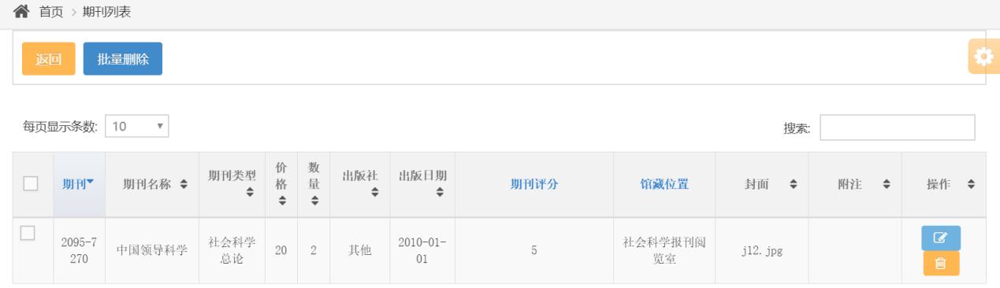 首页 > 期刊列表
返回 批量删除
每页显示条数: 10 搜索:
期刊 期刊名称 期刊类型 价格 数量 出版社 出版日期 期刊评分 馆藏位置 封面 附注 操作
2095-7270 中国领导科学 社会科学总论 20 2 其他 2010-01-01 5 社会科学报刊阅览室 j12.jpg